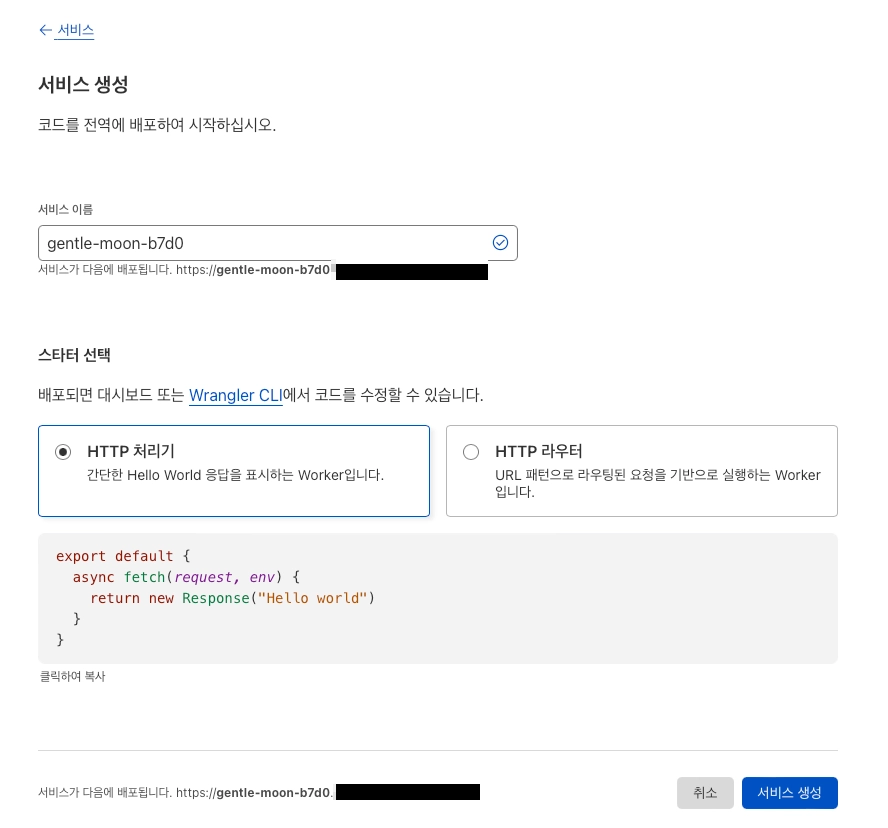 ← 서비스
서비스 생성
코드를 전역에 배포하여 시작하십시오.
서비스 이름
gentle-moon-b7d0
서비스가 다음에 배포됩니다. https://gentle-moon-b7d0
스타터 선택
배포되면 대시보드 또는 Wrangler CLI에서 코드를 수정할 수 있습니다.
HTTP 처리기
간단한 Hello World 응답을 표시하는 Worker입니다.
HTTP 라우터
URL 패턴으로 라우팅된 요청을 기반으로 실행하는 Worker
입니다.
export default {
  async fetch(request, env) {
    return new Response("Hello world")
  }
}
클릭하여 복사
서비스가 다음에 배포됩니다. https://gentle-moon-b7d0.
취소
서비스 생성